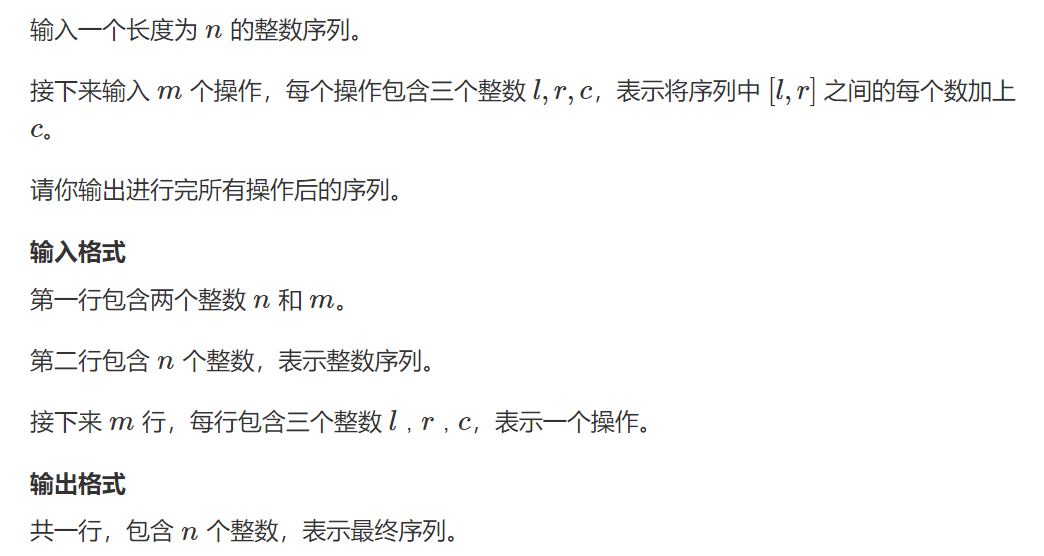 输入一个长度为 n 的整数序列。
接下来输入 m 个操作，每个操作包含三个整数 l, r, c，表示将序列中 [l, r] 之间的每个数加上
c。
请你输出进行完所有操作后的序列。
输入格式
第一行包含两个整数 n 和 m。
第二行包含 n 个整数，表示整数序列。
接下来 m 行，每行包含三个整数 l，r，c，表示一个操作。
输出格式
共一行，包含 n 个整数，表示最终序列。